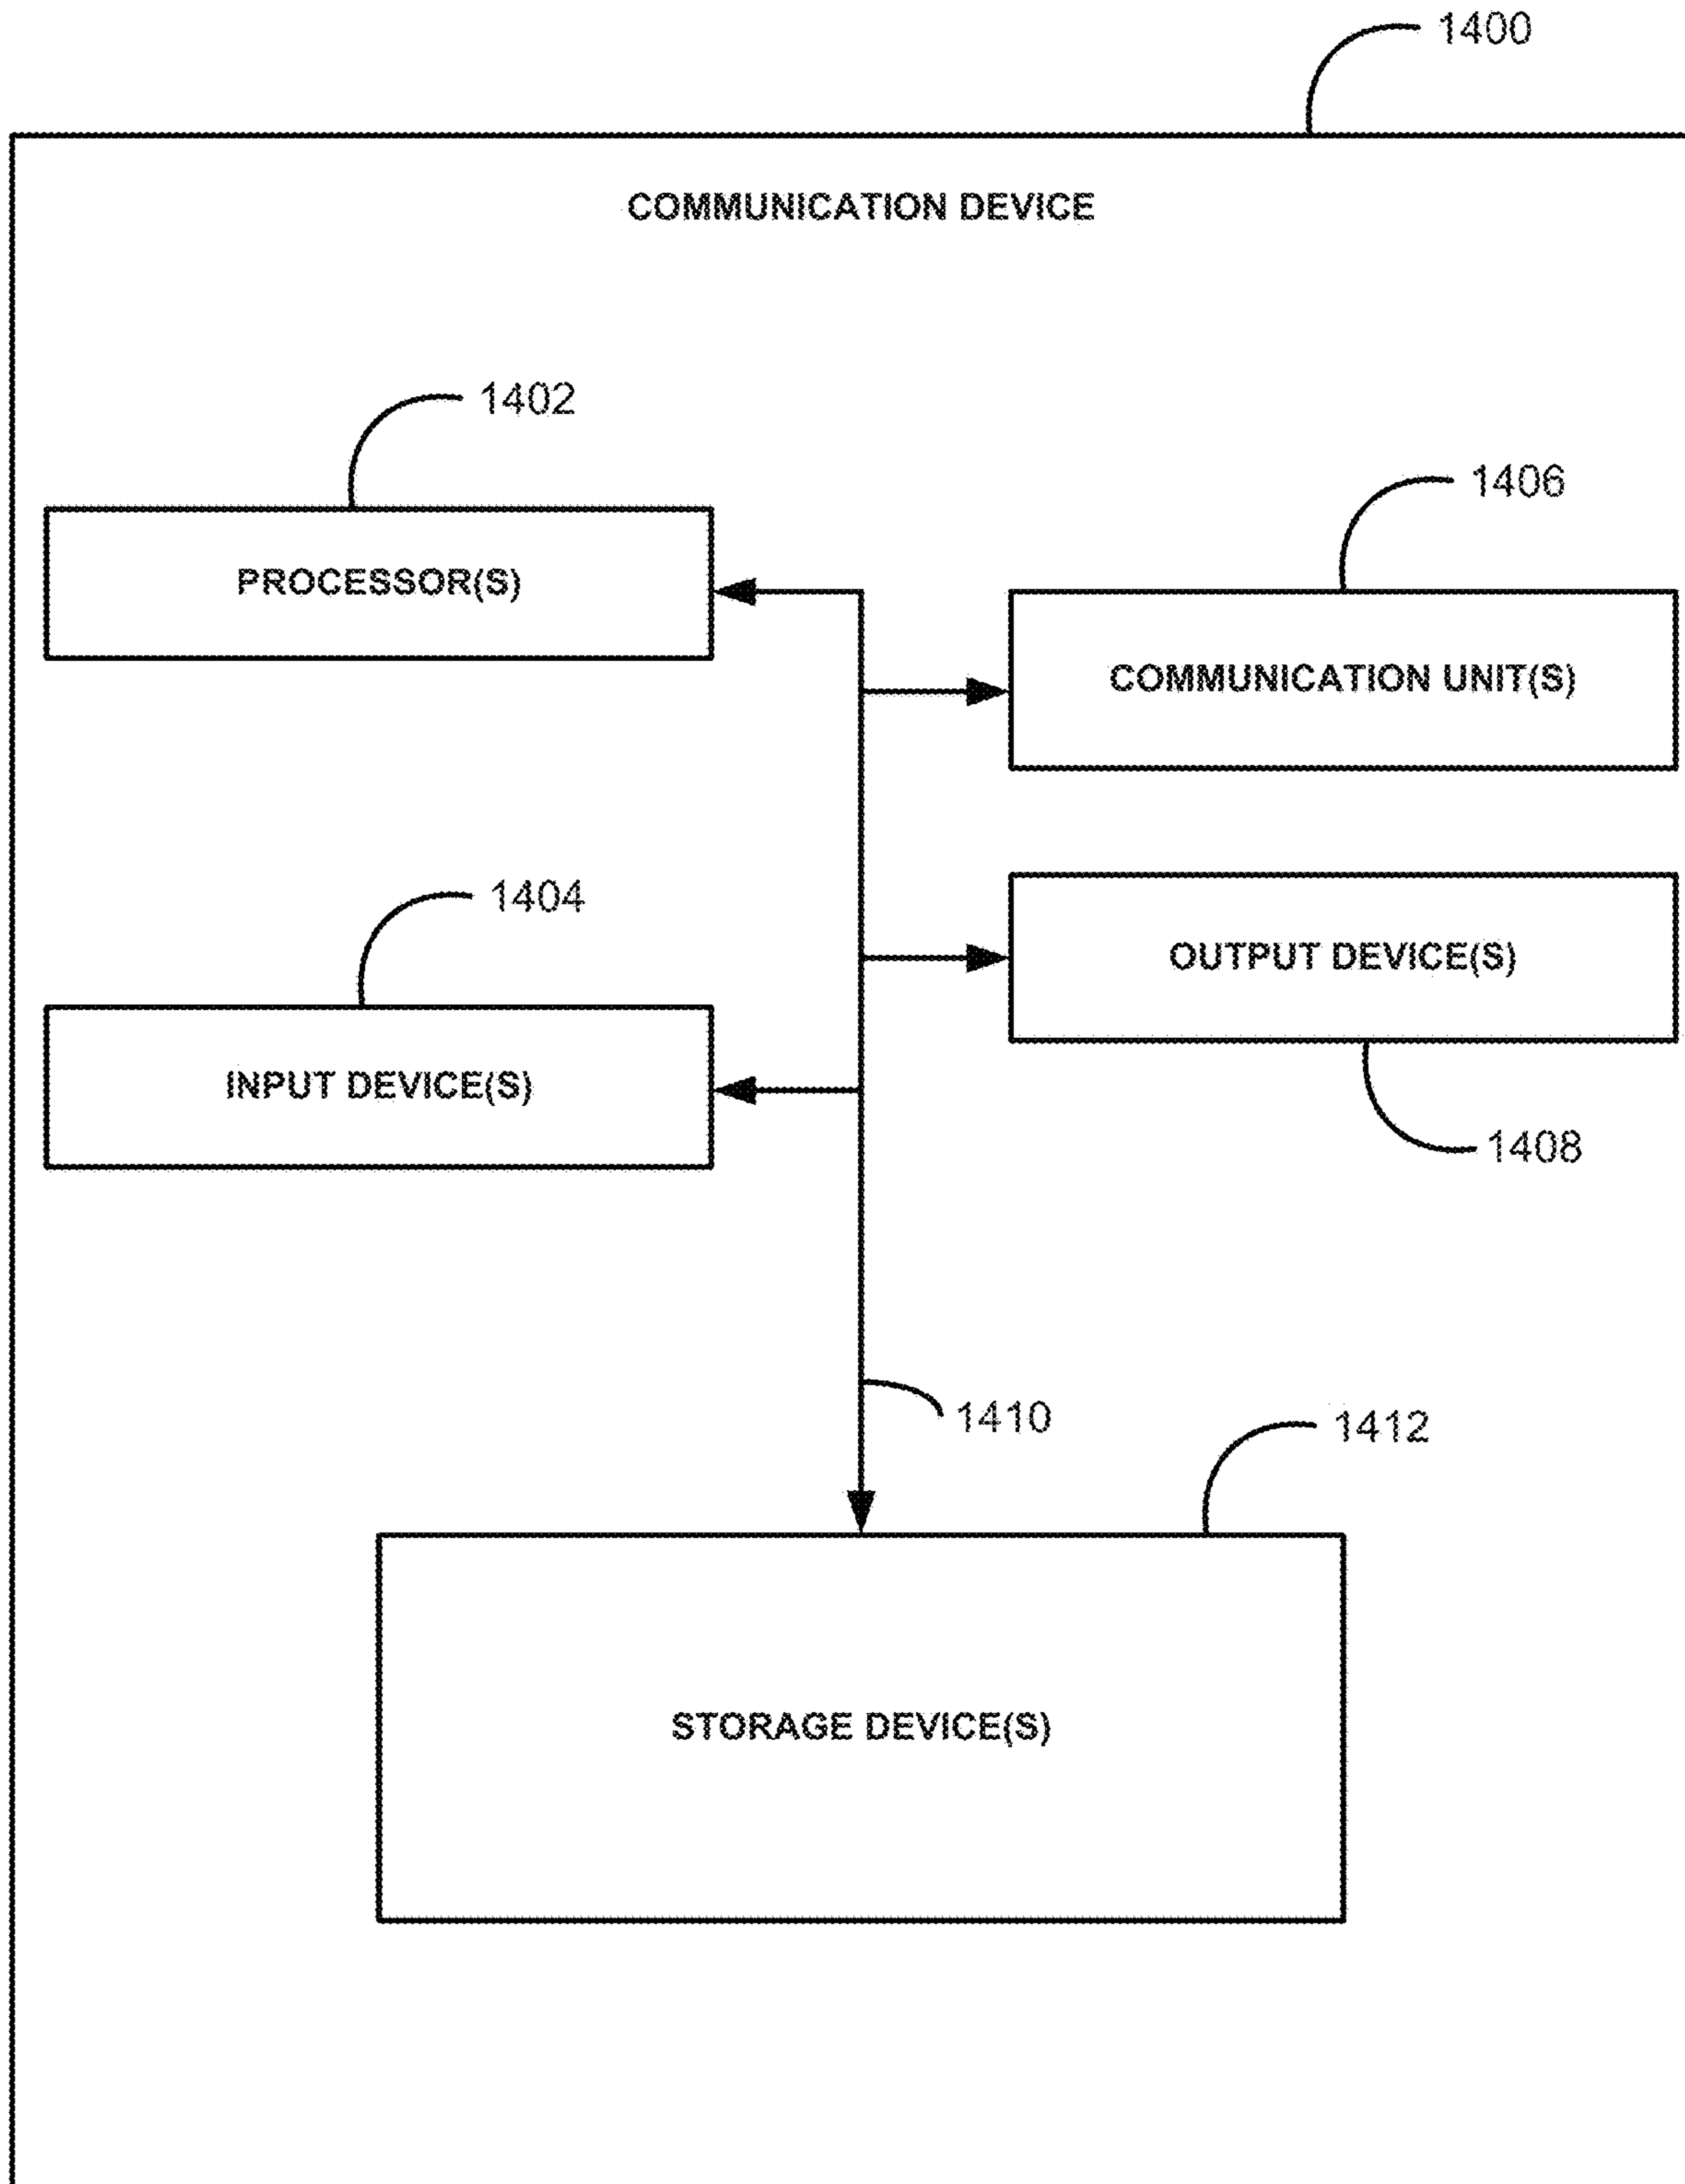 1400
COMMUNICATION DEVICE
1402
1406
PROCESSOR(S)
COMMUNICATION UNIT(S)
1404
OUTPUT DEVICE(S)
INPUT DEVICE(S)
1408
1410
1412
STORAGE DEVICE(S)